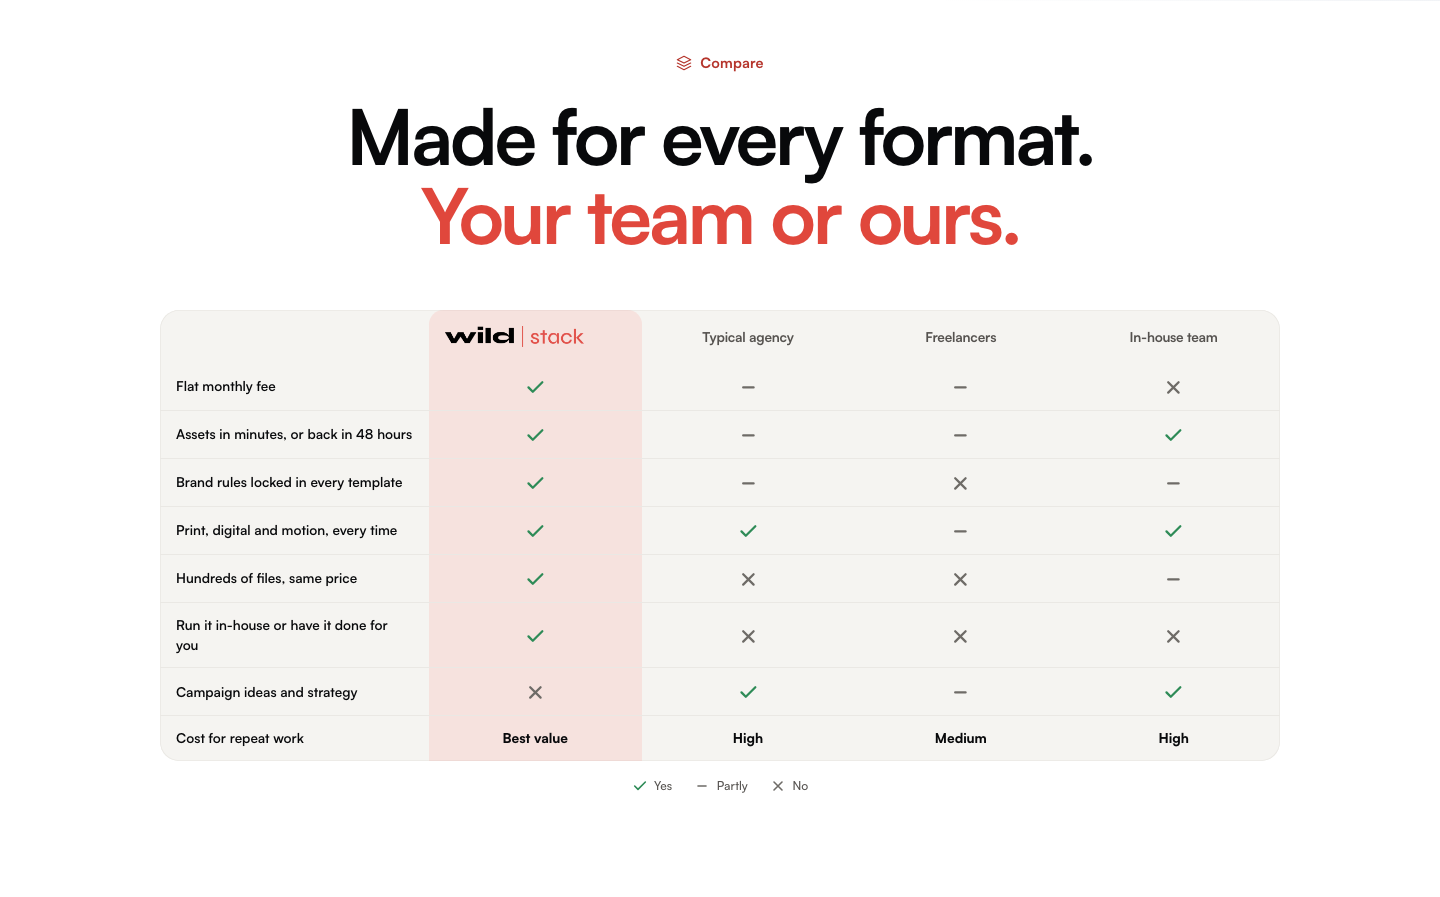 Compare
Made for every format.
Your team or ours.
wild | stack
Typical agency
Freelancers
In-house team
Flat monthly fee
Assets in minutes, or back in 48 hours
Brand rules locked in every template
Print, digital and motion, every time
Hundreds of files, same price
Run it in-house or have it done for
you
Campaign ideas and strategy
Cost for repeat work
Best value
High
Medium
High
Yes
Partly
No